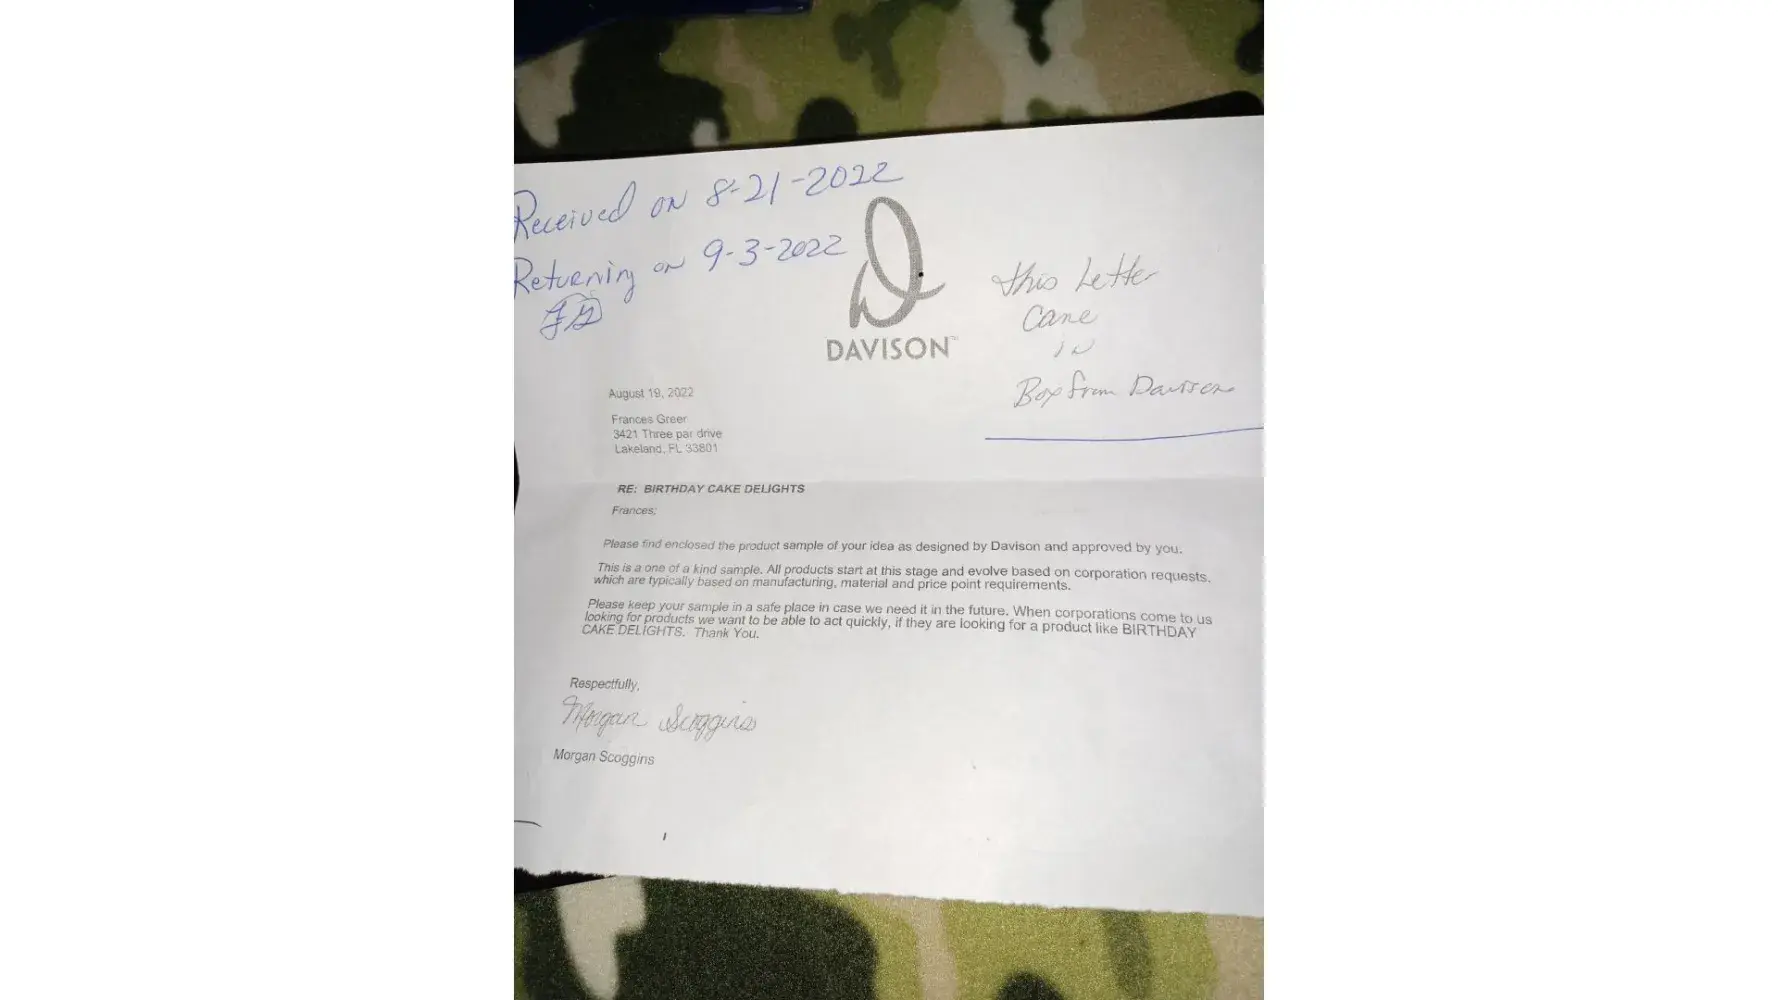 Received on 8-21-2022
Returning on 9-3-2022
DAVISON™
this Letter
Came
in
Box from Davison
August 19, 2022
Frances Greer
3421 Three par drive
Lakeland, FL 33801
RE: BIRTHDAY CAKE DELIGHTS
Frances;
Please find enclosed the product sample of your idea as designed by Davison and approved by you.
This is a one of a kind sample. All products start at this stage and evolve based on corporation requests,
which are typically based on manufacturing, material and price point requirements.
Please keep your sample in a safe place in case we need it in the future. When corporations come to us
looking for products we want to be able to act quickly, if they are looking for a product like BIRTHDAY
CAKE DELIGHTS. Thank You.
Respectfully,
Morgan Scoggins
Morgan Scoggins